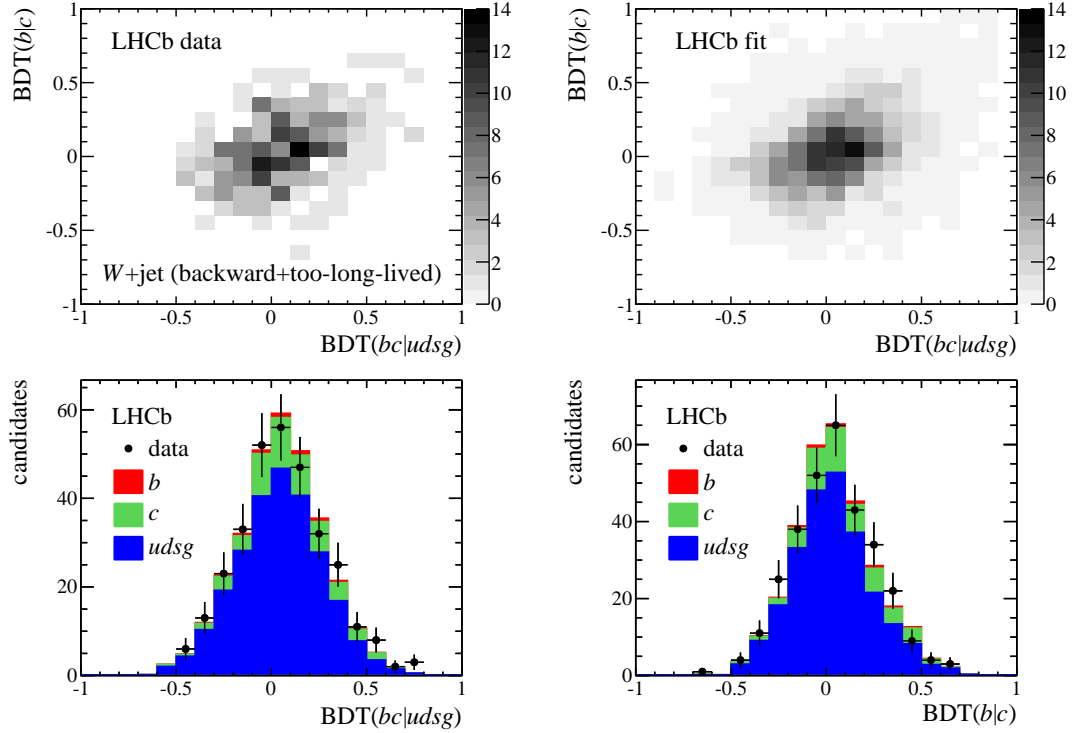 BDT(b|c)
1
0.5
0
-0.5
-1
LHCb data
W+jet (backward+too-long-lived)
-1 -0.5 0 0.5 1
BDT(bc|udsg)
14
12
10
8
6
4
2
0
BDT(b|c)
1
0.5
0
-0.5
-1
LHCb fit
-1 -0.5 0 0.5 1
BDT(bc|udsg)
14
12
10
8
6
4
2
0
candidates
60
40
20
0
LHCb
data
b
c
udsg
-1 -0.5 0 0.5 1
BDT(bc|udsg)
candidates
60
40
20
0
LHCb
data
b
c
udsg
-1 -0.5 0 0.5 1
BDT(b|c)